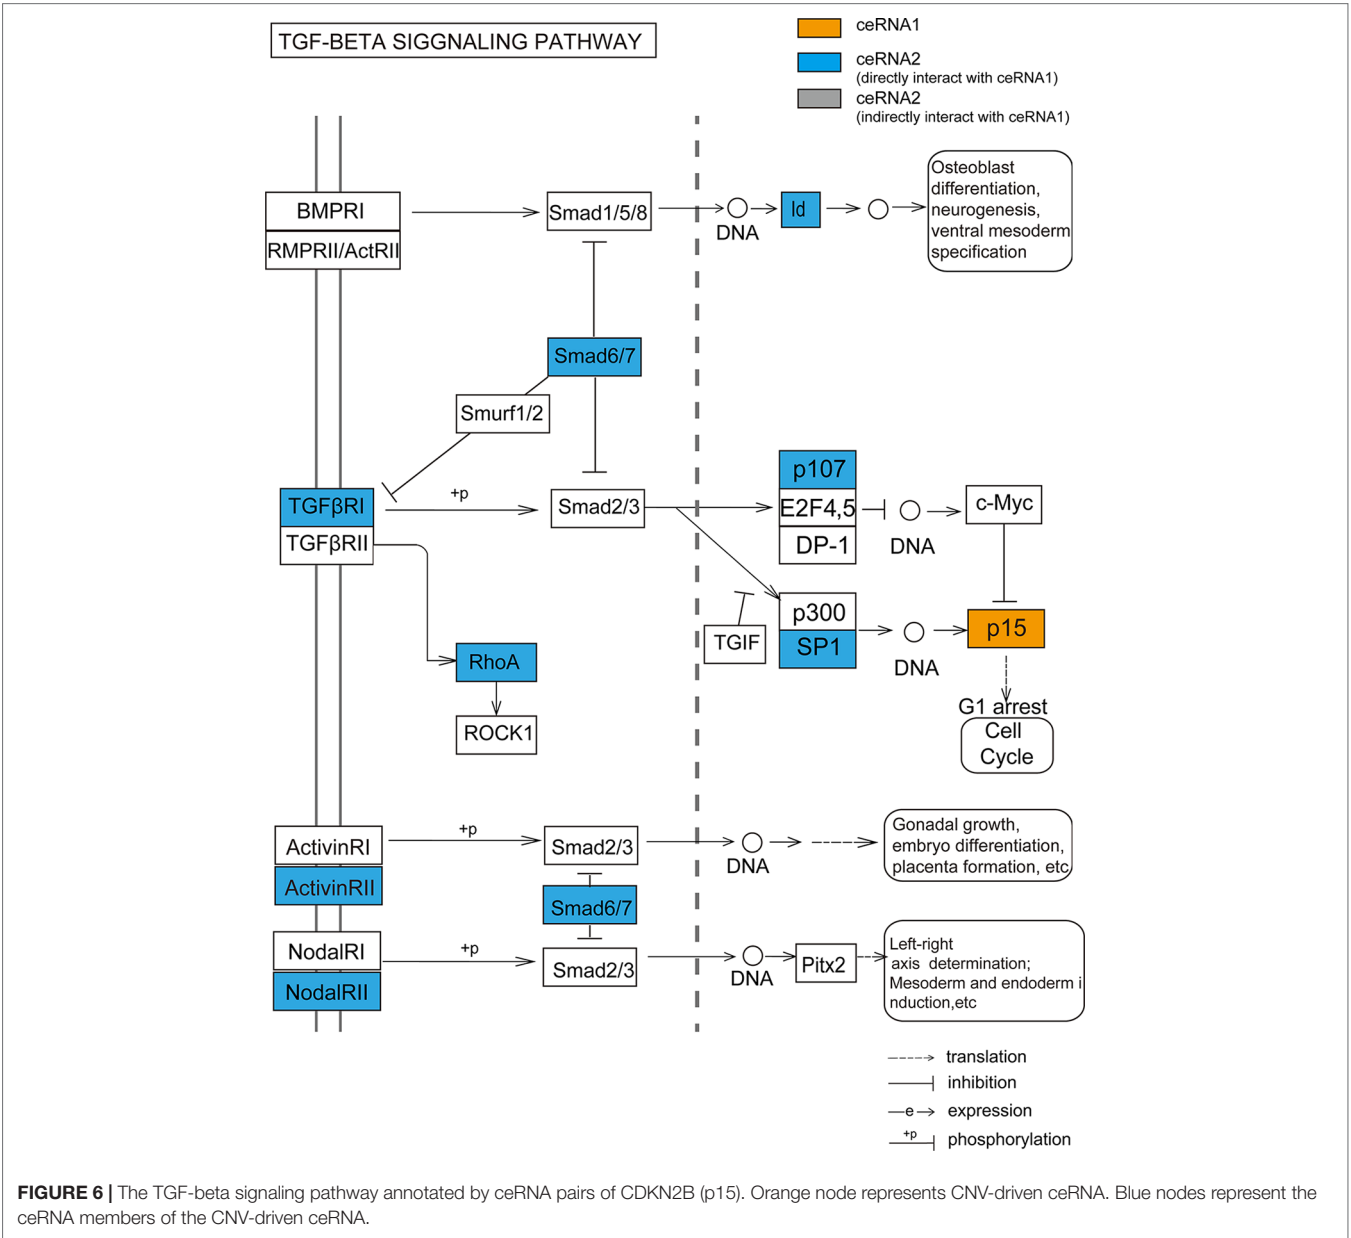 TGF-BETA SIGGNALING PATHWAY
ceRNA1
ceRNA2
(directly interact with ceRNA1)
ceRNA2
(indirectly interact with ceRNA1)
BMPRI
RMPRII/ActRII
Smad1/5/8
DNA
Id
Osteoblast
differentiation,
neurogenesis,
ventral mesoderm
specification
Smad6/7
Smurf1/2
TGFβRI
TGFβRII
+p
Smad2/3
p107
E2F4,5
DP-1
DNA
c-Myc
TGIF
p300
SP1
DNA
p15
G1 arrest
Cell
Cycle
RhoA
ROCK1
ActivinRI
ActivinRII
+p
Smad2/3
DNA
Gonadal growth,
embryo differentiation,
placenta formation, etc
Smad6/7
NodalRI
NodalRII
+p
Smad2/3
DNA
Pitx2
Left-right
axis determination;
Mesoderm and endoderm i
nduction,etc
translation
inhibition
e expression
+p phosphorylation
FIGURE 6 | The TGF-beta signaling pathway annotated by ceRNA pairs of CDKN2B (p15). Orange node represents CNV-driven ceRNA. Blue nodes represent the
ceRNA members of the CNV-driven ceRNA.